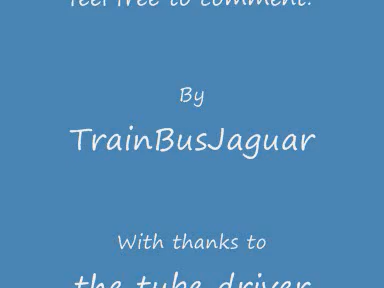 feel free to comment.
By
TrainBusJaguar
With thanks to
the tube driver